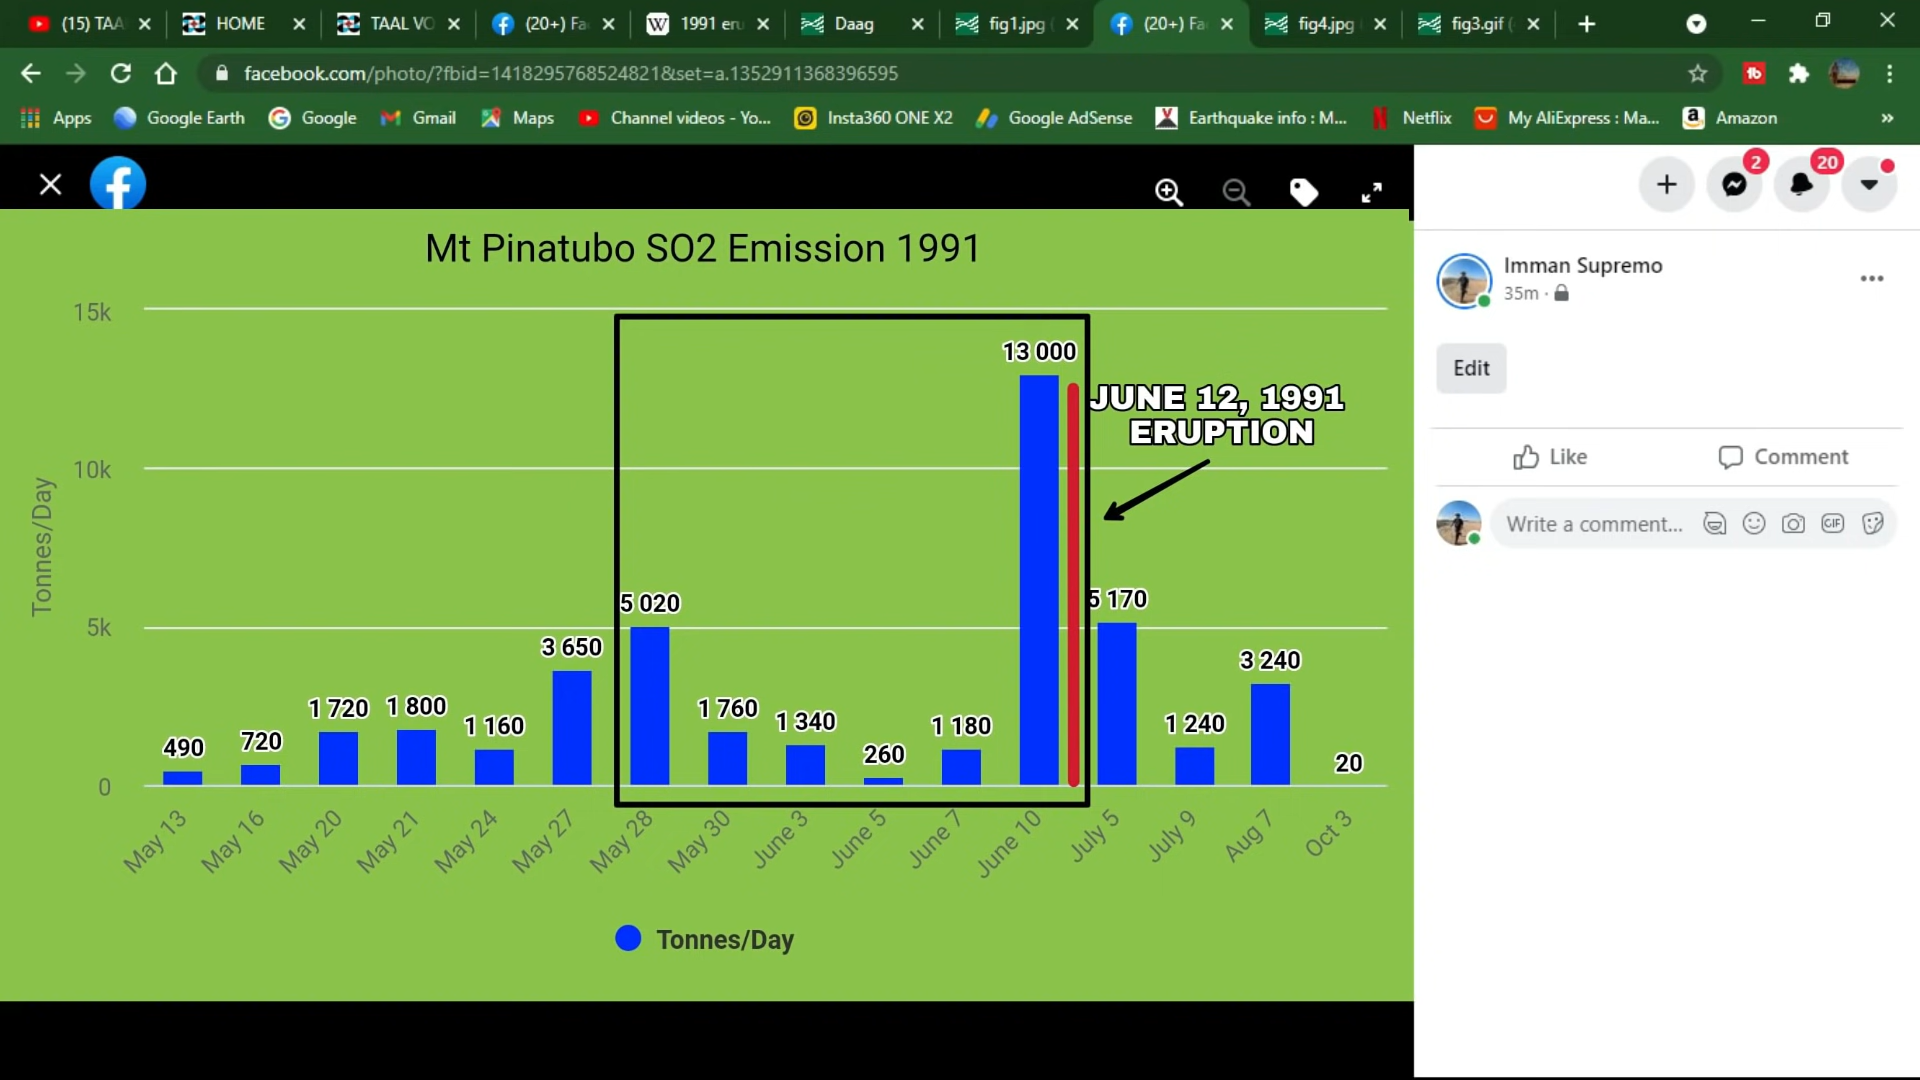 (15) TAA
HOME
TAAL VO
(20+) Fa
1991 eru
Daag
fig1.jpg (
(20+) Fa
fig4.jpg
fig3.gif (
facebook.com/photo/?fbid=1418295768524821&set=a.1352911368396595
Apps
Google Earth
Google
Gmail
Maps
Channel videos - Yo...
Insta360 ONE X2
Google AdSense
Earthquake info : M...
Netflix
My AliExpress : Ma...
Amazon
»
2
20
Mt Pinatubo SO2 Emission 1991
Imman Supremo
35m ·
Edit
Like
Comment
Write a comment...
GIF
15k
10k
5k
0
Tonnes/Day
13 000
JUNE 12, 1991
ERUPTION
490
720
1 720
1 800
1 160
3 650
5 020
1 760
1 340
260
1 180
5 170
1 240
3 240
20
May 13
May 16
May 20
May 21
May 24
May 27
May 28
May 30
June 3
June 5
June 7
June 10
July 5
July 9
Aug 7
Oct 3
Tonnes/Day